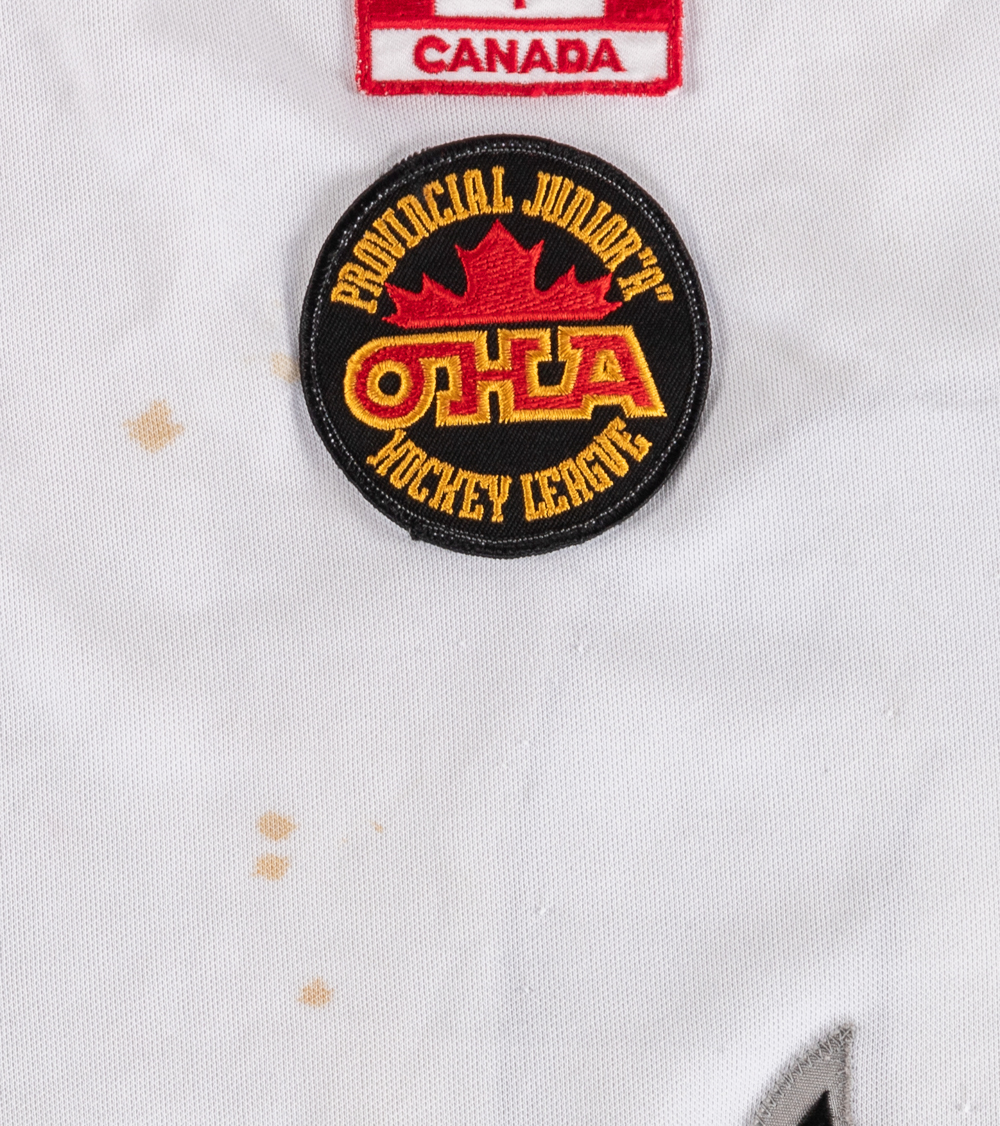 CANADA
PROVINCIAL JUNIOR "A"
OHA
HOCKEY LEAGUE